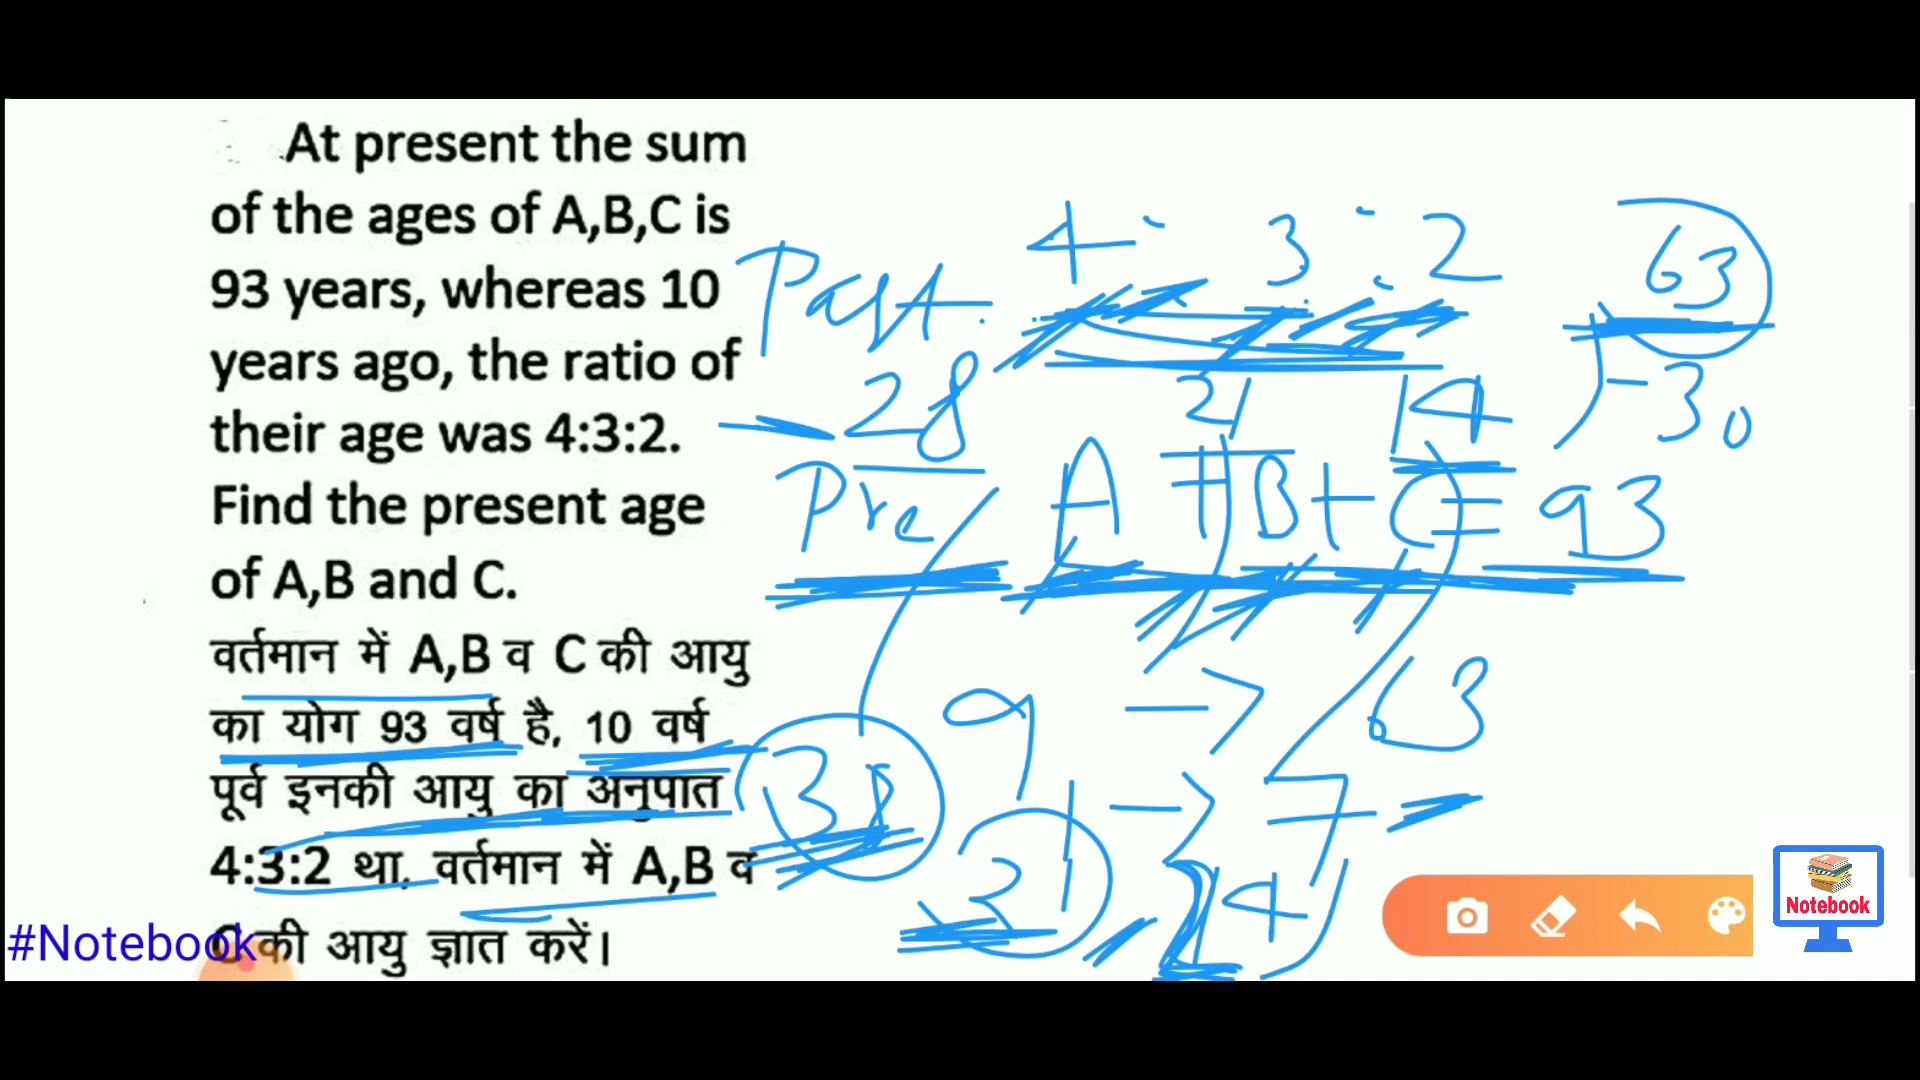 At present the sum
of the ages of A,B,C is
93 years, whereas 10
years ago, the ratio of
their age was 4:3:2.
Find the present age
of A,B and C.
वर्तमान में A,B व C की आयु
का योग 93 वर्ष है, 10 वर्ष
पूर्व इनकी आयु का अनुपात
4:3:2 था, वर्तमान में A,B व
C की आयु ज्ञात करें।
#Notebook
Past. 4 : 3 : 2 63
28 21 14 -30
Pre A + B + C = 93
9 → 63
38 1 → 7
31 24
Notebook